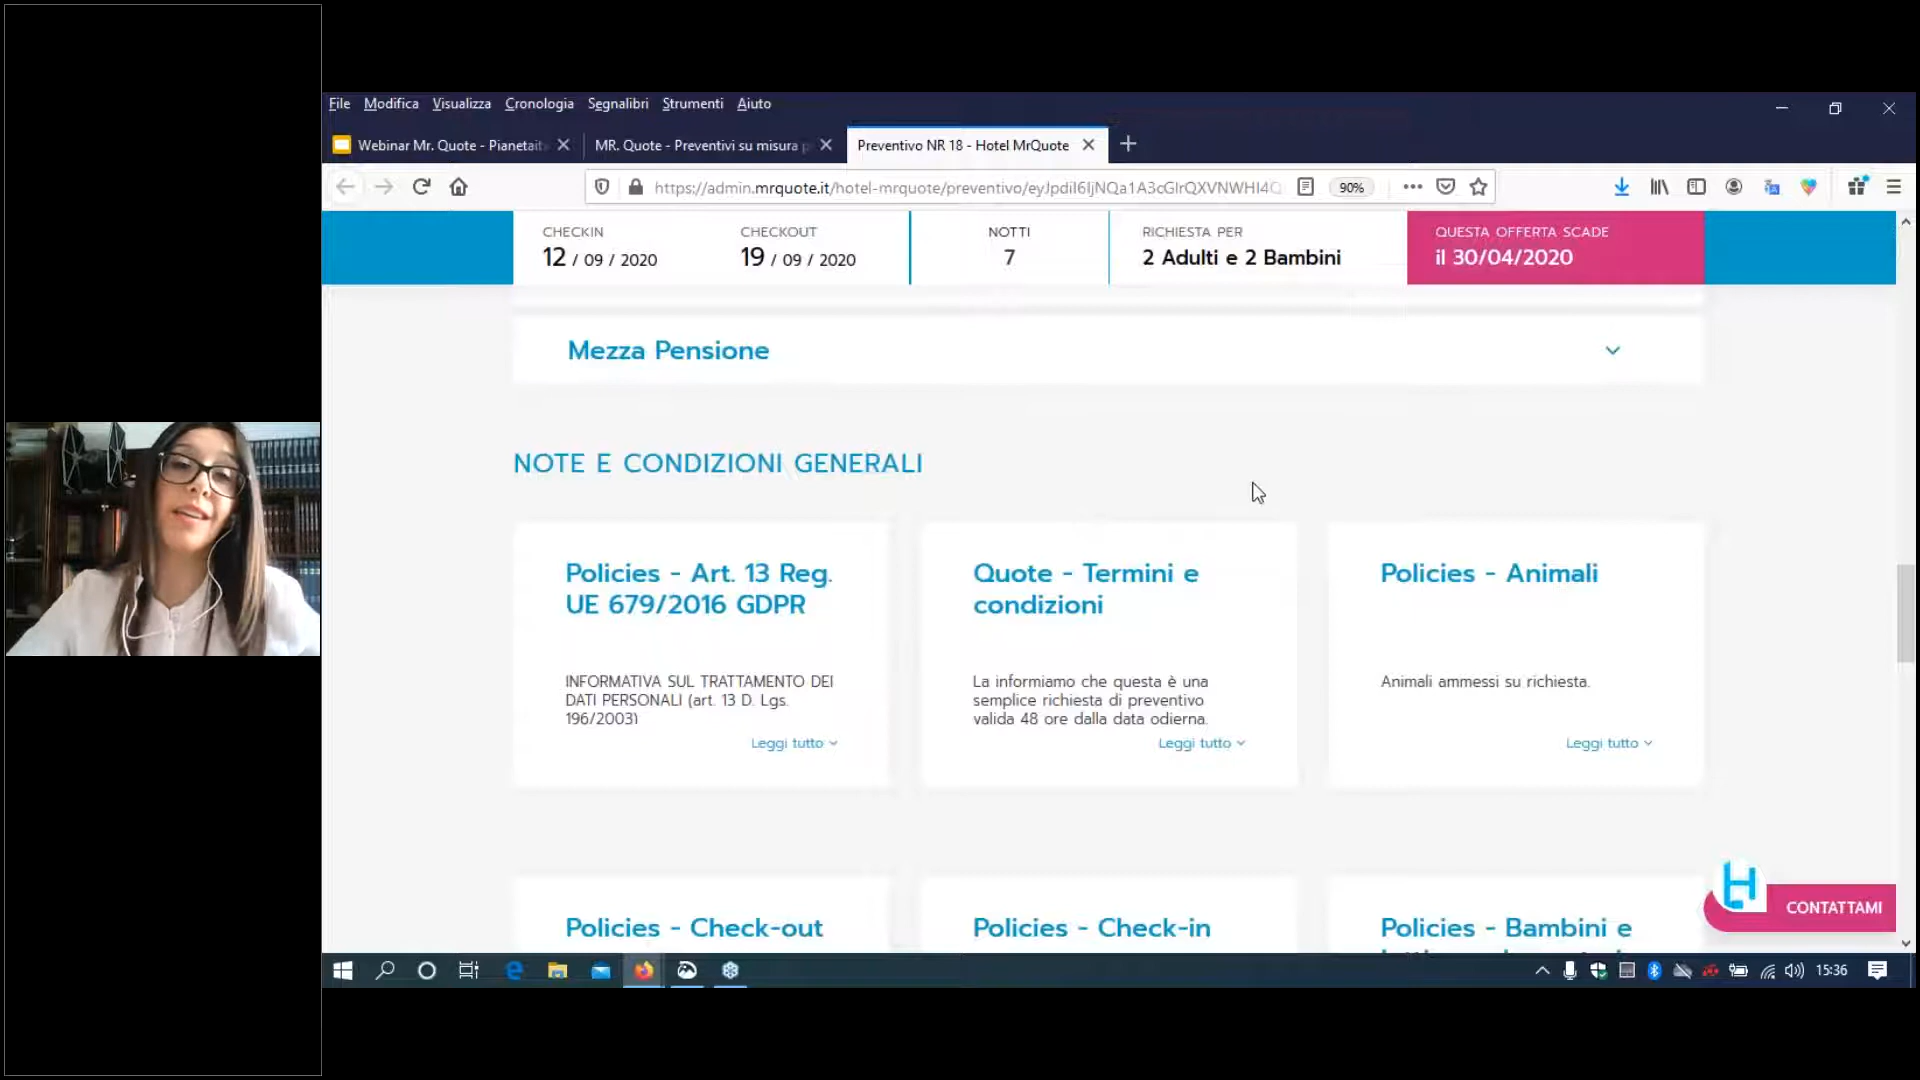 File Modifica Visualizza Cronologia Segnalibri Strumenti Aiuto
Webinar Mr. Quote - Pianetait
MR. Quote - Preventivi su misura p
Preventivo NR 18 - Hotel MrQuote
https://admin.mrquote.it/hotel-mrquote/preventivo/
90%
CHECKIN
12 / 09 / 2020
CHECKOUT
19 / 09 / 2020
NOTTI
7
RICHIESTA PER
2 Adulti e 2 Bambini
QUESTA OFFERTA SCADE
il 30/04/2020
Mezza Pensione
NOTE E CONDIZIONI GENERALI
Policies - Art. 13 Reg.
UE 679/2016 GDPR
INFORMATIVA SUL TRATTAMENTO DEI
DATI PERSONALI (art. 13 D. Lgs.
196/2003)
Leggi tutto
Quote - Termini e
condizioni
La informiamo che questa è una
semplice richiesta di preventivo
valida 48 ore dalla data odierna.
Leggi tutto
Policies - Animali
Animali ammessi su richiesta.
Leggi tutto
Policies - Check-out
Policies - Check-in
Policies - Bambini e
CONTATTAMI
15:36